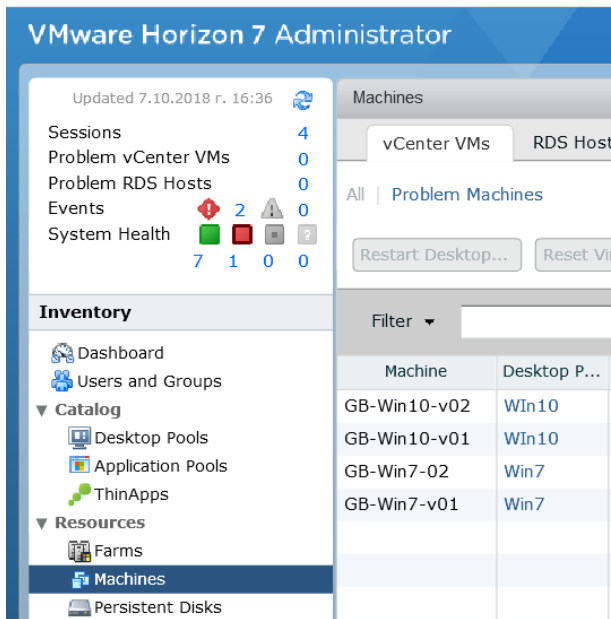 VMware Horizon 7 Administrator
Updated 7.10.2018 г. 16:36
Sessions 4
Problem vCenter VMs 0
Problem RDS Hosts 0
Events 2 0
System Health ?
7 1 0 0
Inventory
Dashboard
Users and Groups
Catalog
Desktop Pools
Application Pools
ThinApps
Resources
Farms
Machines
Persistent Disks
Machines
vCenter VMs RDS Host
All | Problem Machines
Restart Desktop... Reset Vi
Filter
Machine Desktop P...
GB-Win10-v02 WIn10
GB-Win10-v01 WIn10
GB-Win7-02 Win7
GB-Win7-v01 Win7